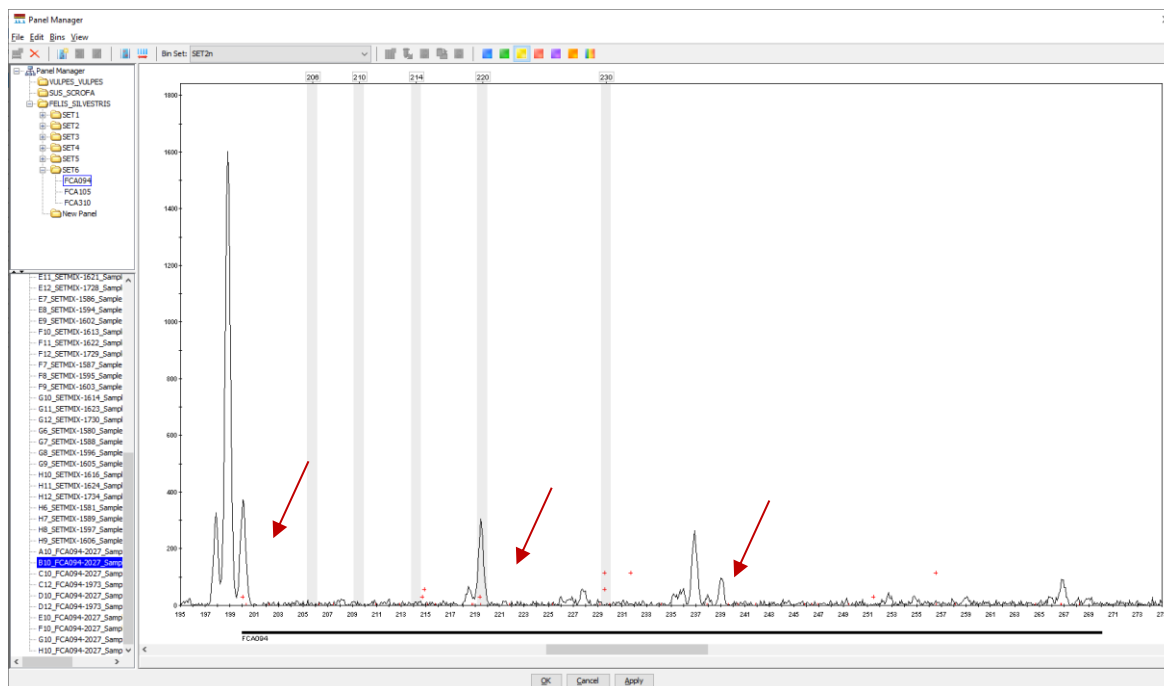 Panel Manager
File Edit Bins View
Bin Set: SET2n
Panel Manager
VULPES_VULPES
SUS_SCROFA
FELIS_SILVESTRIS
SET1
SET2
SET3
SET4
SET5
SET6
FCA094
FCA105
FCA310
New Panel
E11_SETMIX-1621_Sampl
E12_SETMIX-1728_Sampl
E7_SETMIX-1586_Sample
E8_SETMIX-1594_Sample
E9_SETMIX-1602_Sample
F10_SETMIX-1613_Sampl
F11_SETMIX-1622_Sampl
F12_SETMIX-1729_Sampl
F7_SETMIX-1587_Sample
F8_SETMIX-1595_Sample
F9_SETMIX-1603_Sample
G10_SETMIX-1614_Sampl
G11_SETMIX-1623_Sampl
G12_SETMIX-1730_Sampl
G6_SETMIX-1580_Sample
G7_SETMIX-1588_Sample
G8_SETMIX-1596_Sample
G9_SETMIX-1605_Sample
H10_SETMIX-1616_Sampl
H11_SETMIX-1624_Sampl
H12_SETMIX-1734_Sampl
H6_SETMIX-1581_Sample
H7_SETMIX-1589_Sample
H8_SETMIX-1597_Sample
H9_SETMIX-1606_Sample
A10_FCA094-2027_Samp
B10_FCA094-2027_Samp
C10_FCA094-2027_Samp
C12_FCA094-1973_Samp
D10_FCA094-2027_Samp
D12_FCA094-1973_Samp
E10_FCA094-2027_Samp
F10_FCA094-2027_Samp
G10_FCA094-2027_Samp
H10_FCA094-2027_Samp
206 210 214 220 230
1800
1600
1400
1200
1000
800
600
400
200
0
195 197 199 201 203 205 207 209 211 213 215 217 219 221 223 225 227 229 231 233 235 237 239 241 243 245 247 249 251 253 255 257 259 261 263 265 267 269 271 273 27
FCA094
OK Cancel Apply